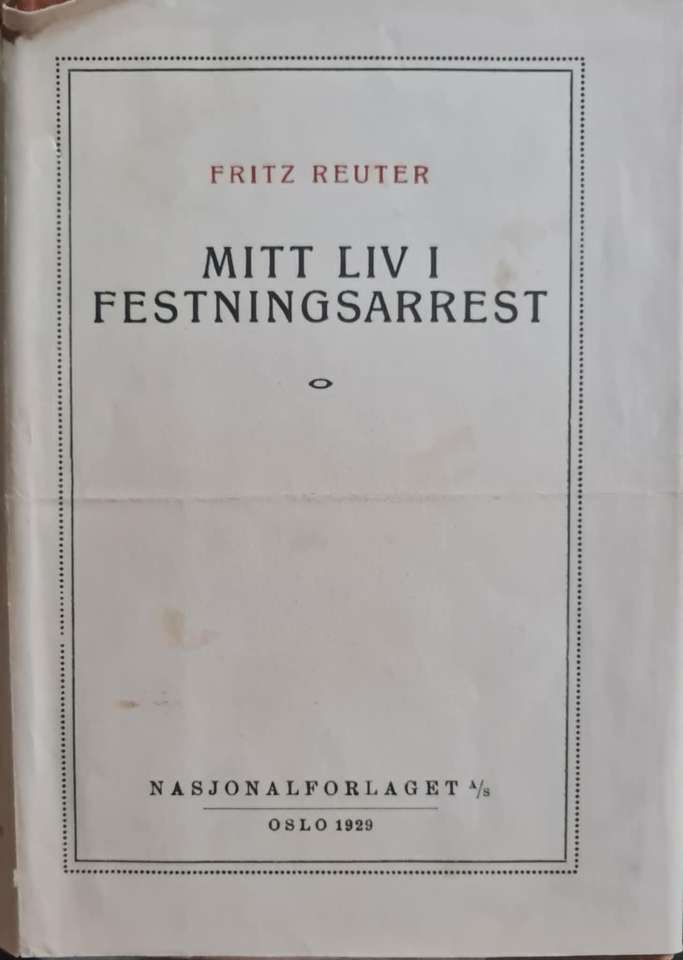 FRITZ REUTER
MITT LIV I
FESTNINGSARREST
NASJONALFORLAGET A/S
OSLO 1929